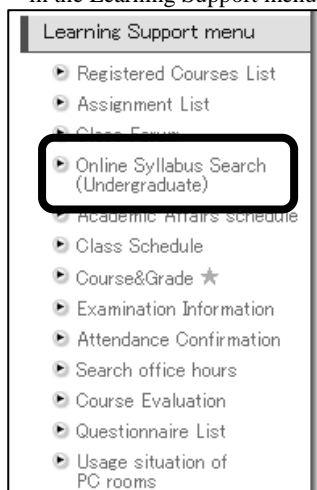 in the Learning Support menu
Learning Support menu
Registered Courses List
Assignment List
Class Forum
Online Syllabus Search
(Undergraduate)
Academic Affairs schedule
Class Schedule
Course&Grade ★
Examination Information
Attendance Confirmation
Search office hours
Course Evaluation
Questionnaire List
Usage situation of
PC rooms